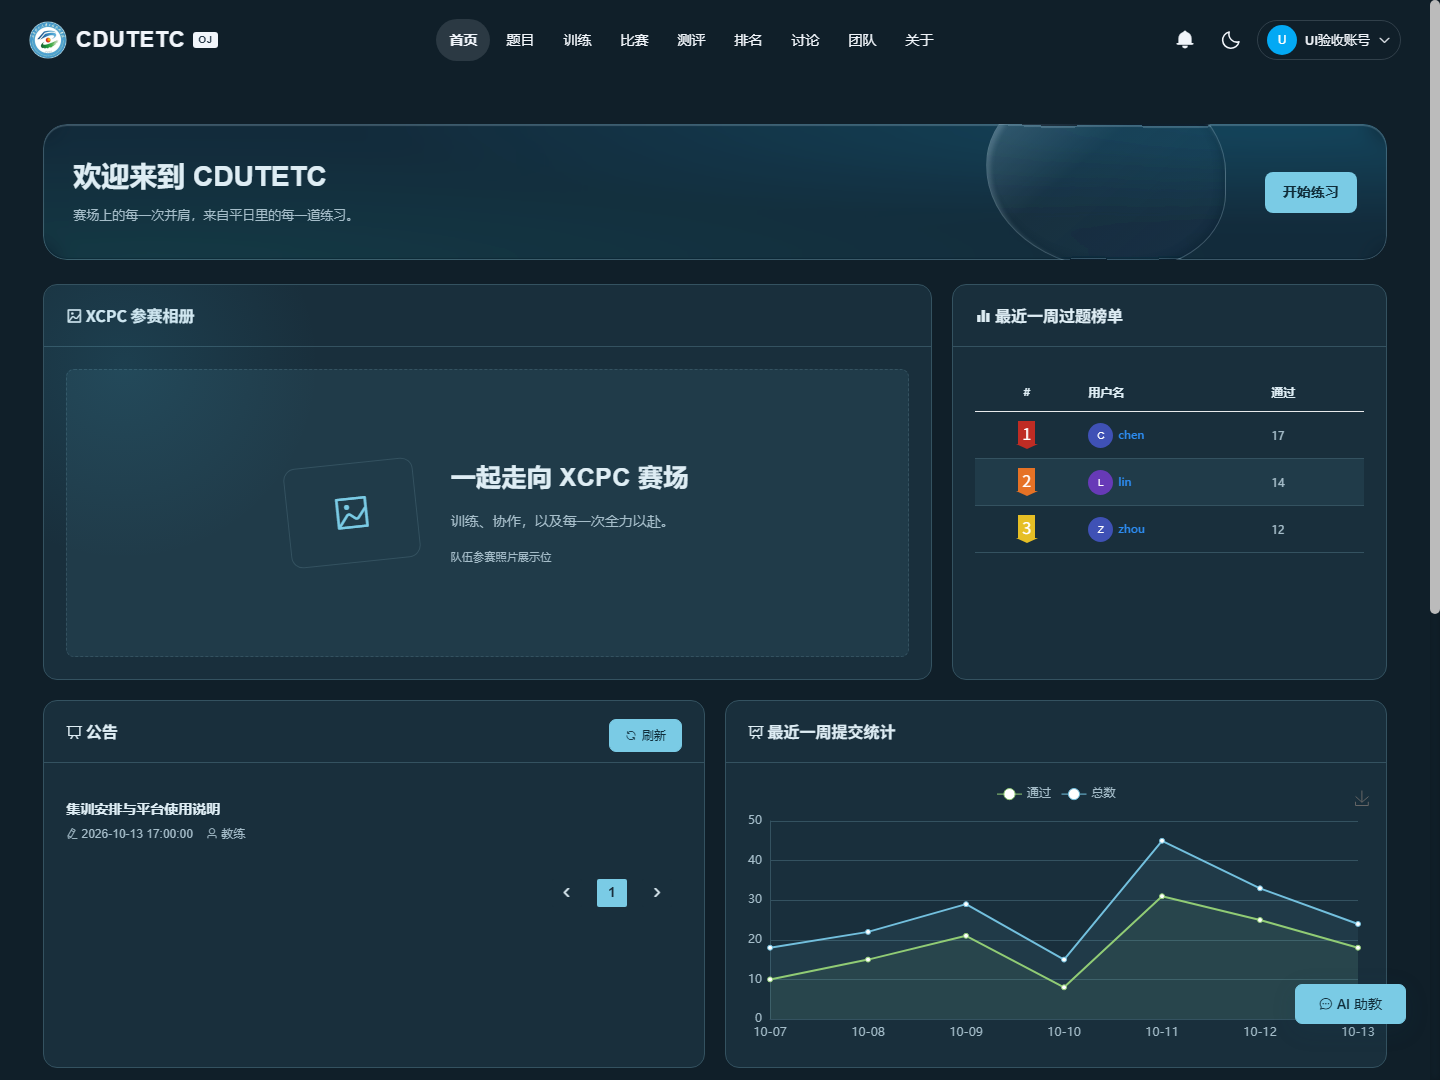 CDUTETC OJ
首页 题目 训练 比赛 测评 排名 讨论 团队 关于
U UI验收账号
欢迎来到 CDUTETC
赛场上的每一次并肩，来自平日里的每一道练习。
开始练习
XCPC 参赛相册
一起走向 XCPC 赛场
训练、协作，以及每一次全力以赴。
队伍参赛照片展示位
最近一周过题榜单
# 用户名 通过
1 C chen 17
2 L lin 14
3 Z zhou 12
公告
刷新
集训安排与平台使用说明
2026-10-13 17:00:00 教练
1
最近一周提交统计
通过 总数
50
40
30
20
10
0
10-07 10-08 10-09 10-10 10-11 10-12 10-13
AI 助教